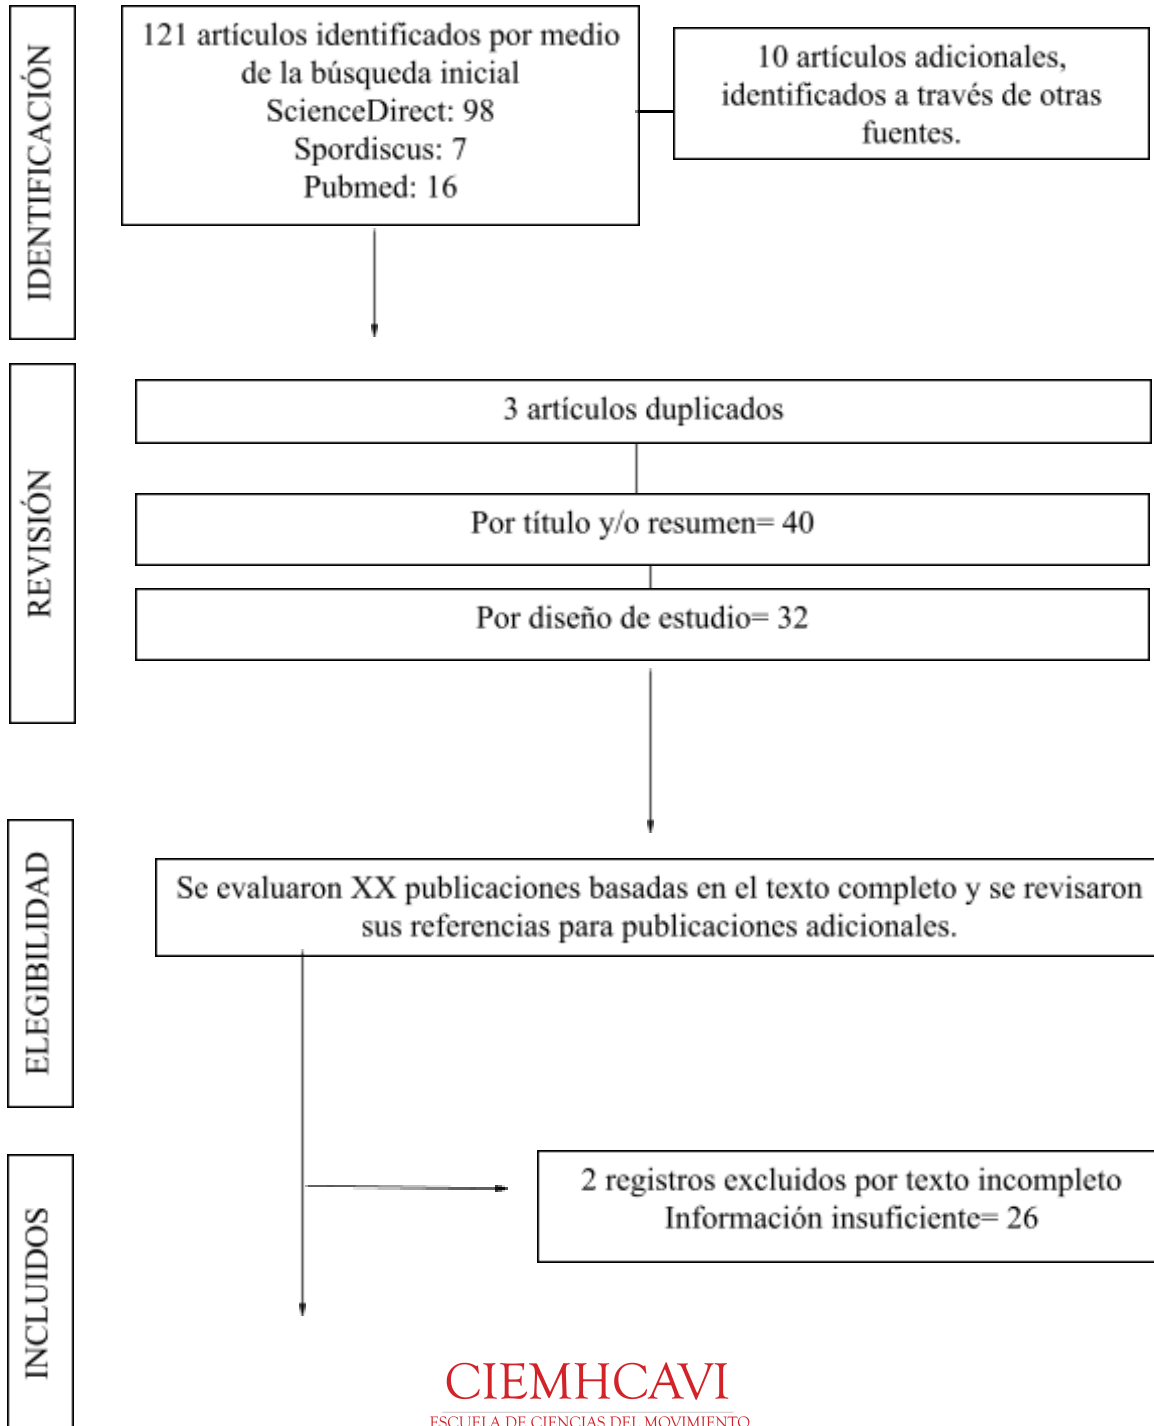 IDENTIFICACIÓN
121 artículos identificados por medio
de la búsqueda inicial
ScienceDirect: 98
Spordiscus: 7
Pubmed: 16
10 artículos adicionales,
identificados a través de otras
fuentes.
REVISIÓN
3 artículos duplicados
Por título y/o resumen= 40
Por diseño de estudio= 32
ELEGIBILIDAD
Se evaluaron XX publicaciones basadas en el texto completo y se revisaron
sus referencias para publicaciones adicionales.
INCLUIDOS
2 registros excluidos por texto incompleto
Información insuficiente= 26
CIEMHCAVI
ESCUELA DE CIENCIAS DEL MOVIMIENTO